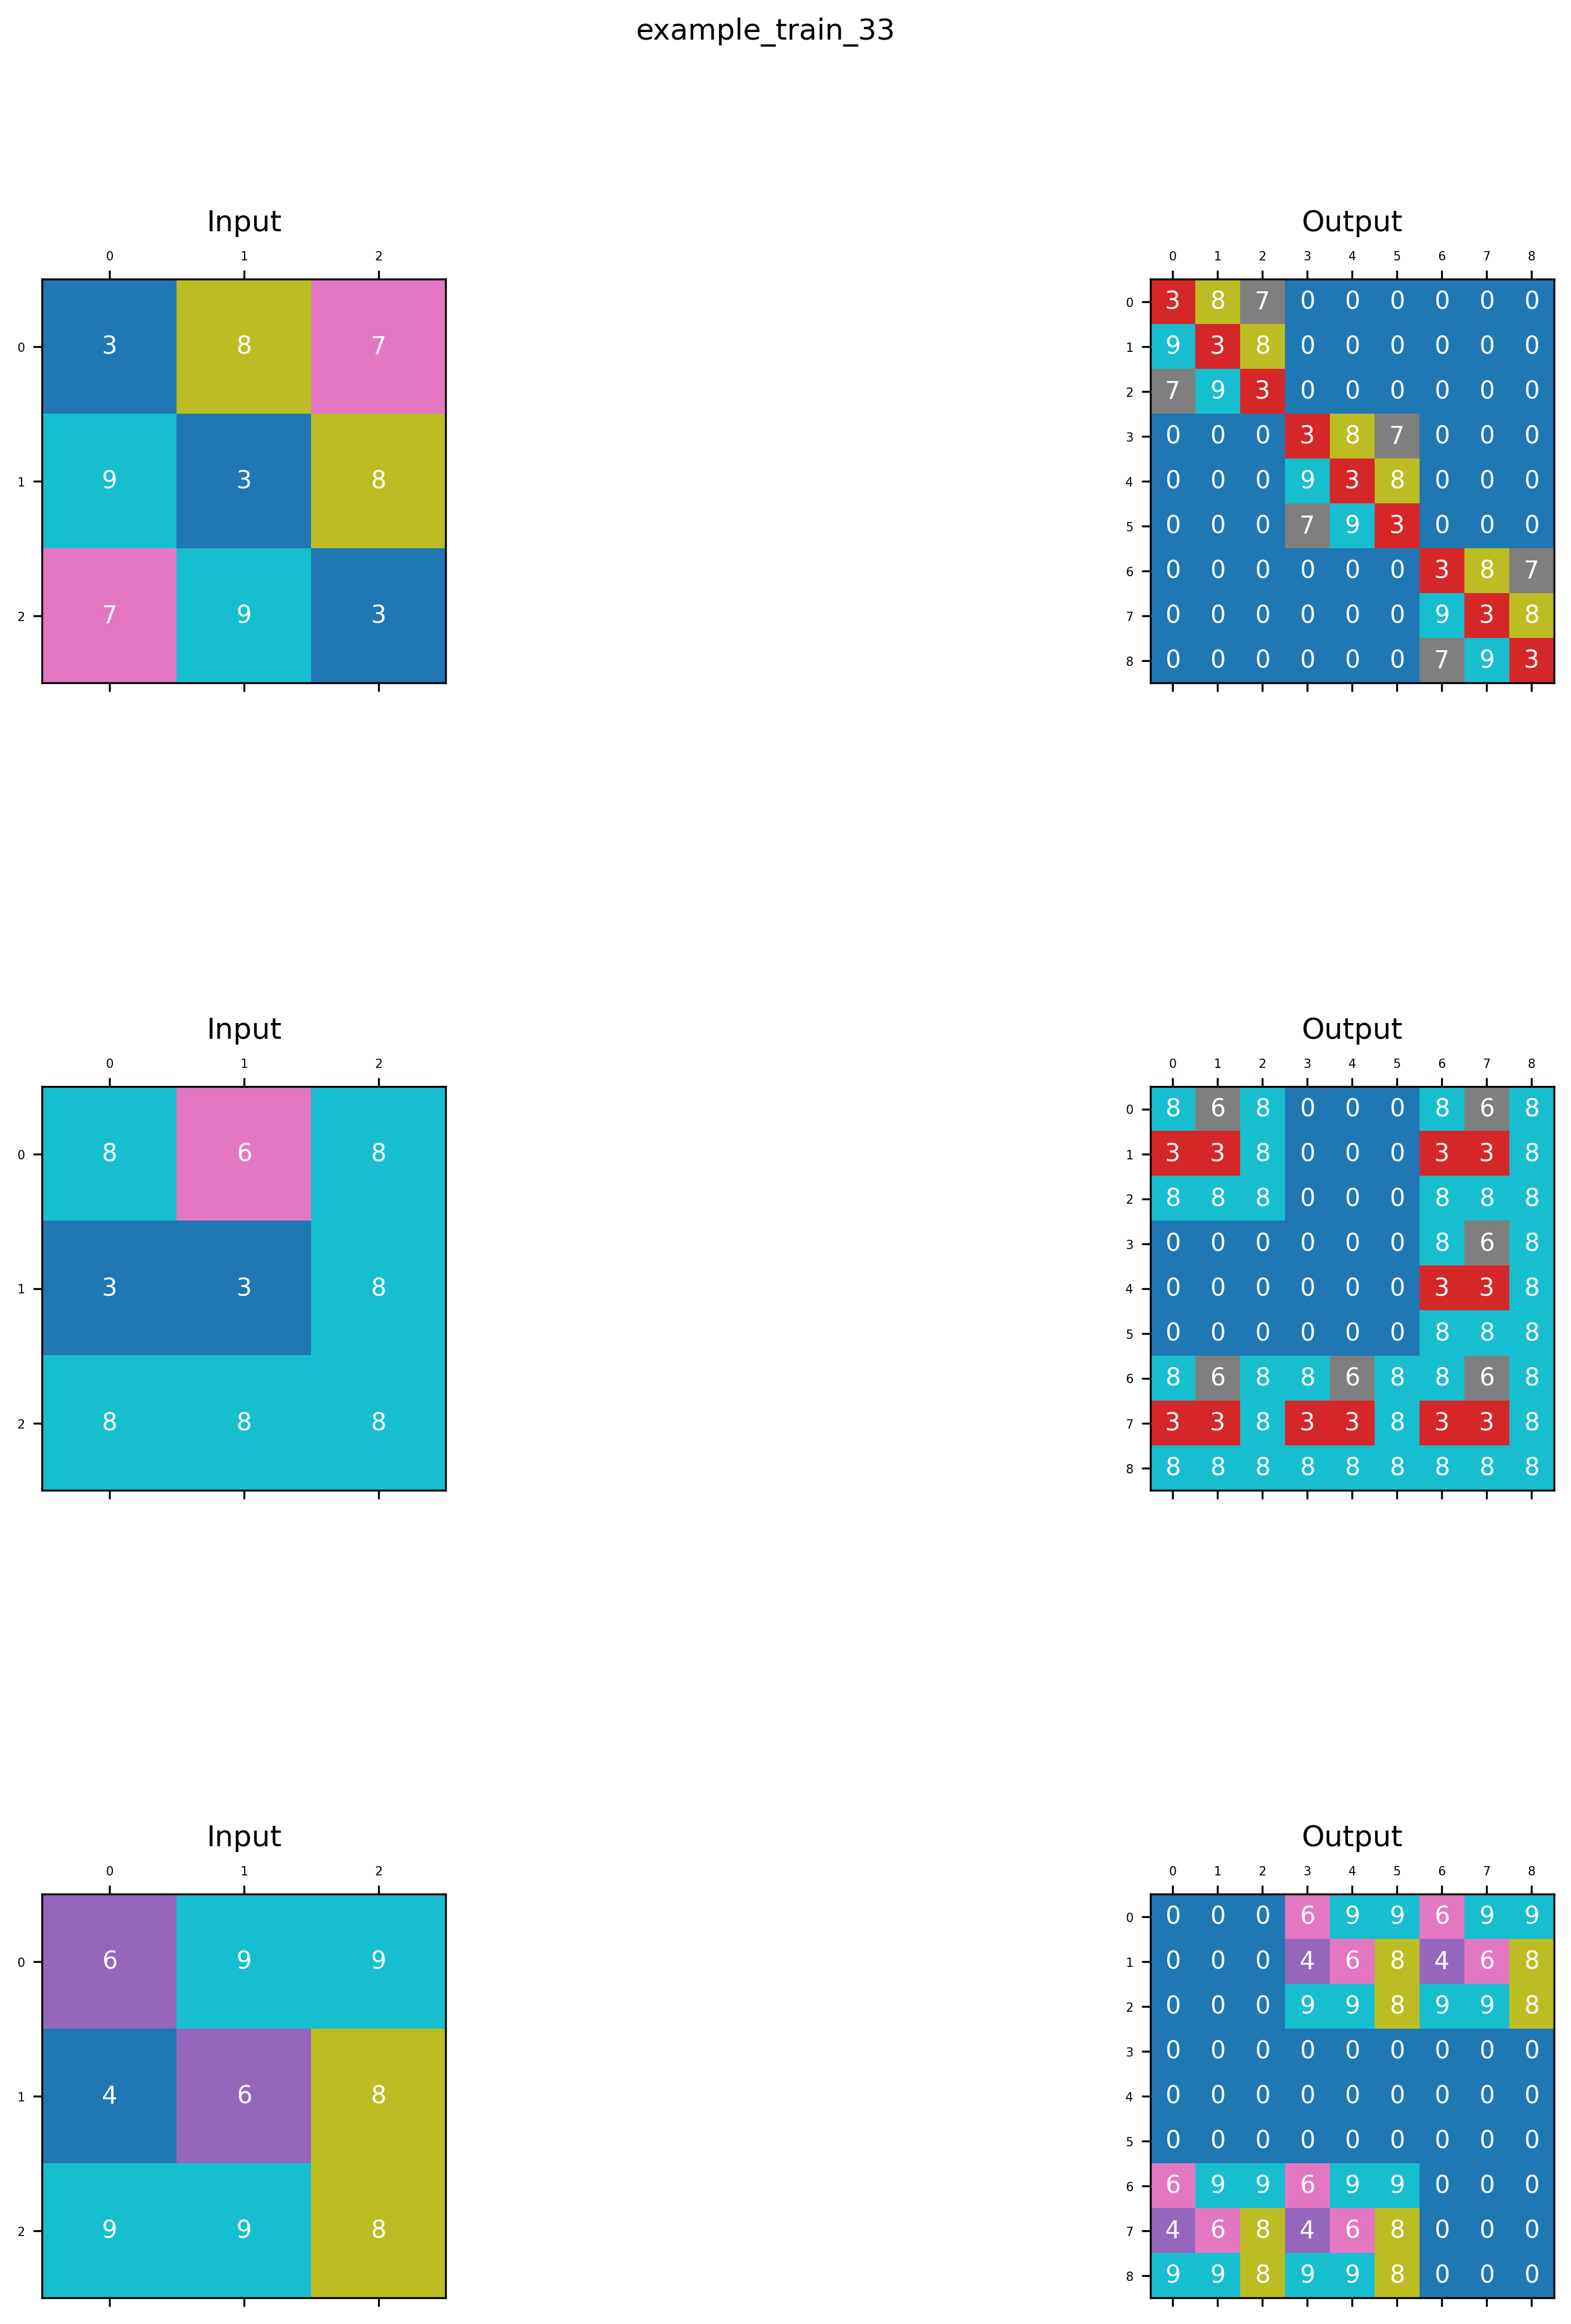 example_train_33
Input
Output
0 1 2
0 1 2 3 4 5 6 7 8
0 3 8 7
1 9 3 8
2 7 9 3
0 3 8 7 0 0 0 0 0 0
1 9 3 8 0 0 0 0 0 0
2 7 9 3 0 0 0 0 0 0
3 0 0 0 3 8 7 0 0 0
4 0 0 0 9 3 8 0 0 0
5 0 0 0 7 9 3 0 0 0
6 0 0 0 0 0 0 3 8 7
7 0 0 0 0 0 0 9 3 8
8 0 0 0 0 0 0 7 9 3
Input
Output
0 1 2
0 1 2 3 4 5 6 7 8
0 8 6 8
1 3 3 8
2 8 8 8
0 8 6 8 0 0 0 8 6 8
1 3 3 8 0 0 0 3 3 8
2 8 8 8 0 0 0 8 8 8
3 0 0 0 0 0 0 8 6 8
4 0 0 0 0 0 0 3 3 8
5 0 0 0 0 0 0 8 8 8
6 8 6 8 8 6 8 8 6 8
7 3 3 8 3 3 8 3 3 8
8 8 8 8 8 8 8 8 8 8
Input
Output
0 1 2
0 1 2 3 4 5 6 7 8
0 6 9 9
1 4 6 8
2 9 9 8
0 0 0 0 6 9 9 6 9 9
1 0 0 0 4 6 8 4 6 8
2 0 0 0 9 9 8 9 9 8
3 0 0 0 0 0 0 0 0 0
4 0 0 0 0 0 0 0 0 0
5 0 0 0 0 0 0 0 0 0
6 6 9 9 6 9 9 0 0 0
7 4 6 8 4 6 8 0 0 0
8 9 9 8 9 9 8 0 0 0